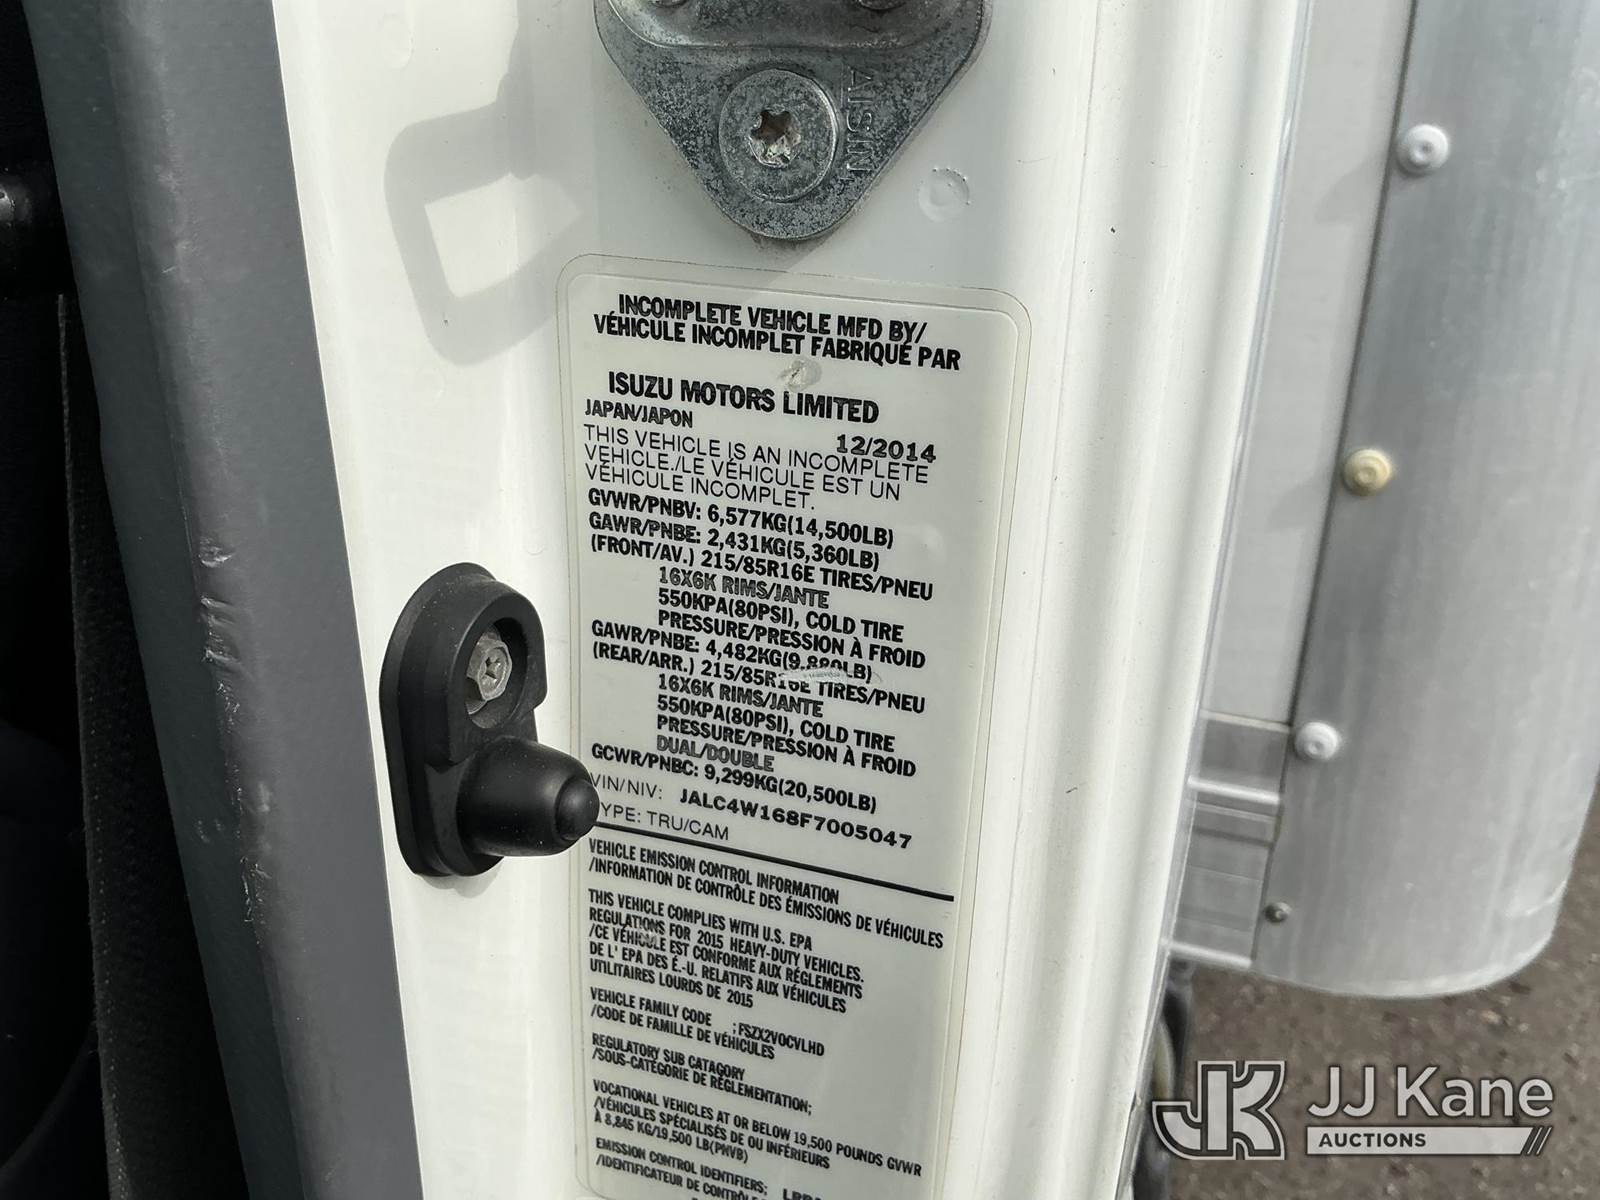 AISIN
INCOMPLETE VEHICLE MFD BY/
VÉHICULE INCOMPLET FABRIQUÉ PAR
ISUZU MOTORS LIMITED
JAPAN/JAPON
12/2014
THIS VEHICLE IS AN INCOMPLETE
VEHICLE./LE VÉHICULE EST UN
VÉHICULE INCOMPLET.
GVWR/PNBV: 6,577KG(14,500LB)
GAWR/PNBE: 2,431KG(5,360LB)
(FRONT/AV.) 215/85R16E TIRES/PNEU
16X6K RIMS/JANTE
550KPA(80PSI), COLD TIRE
PRESSURE/PRESSION À FROID
GAWR/PNBE: 4,482KG(9,880LB)
(REAR/ARR.) 215/85R16E TIRES/PNEU
16X6K RIMS/JANTE
550KPA(80PSI), COLD TIRE
PRESSURE/PRESSION À FROID
DUAL/DOUBLE
GCWR/PNBC: 9,299KG(20,500LB)
VIN/NIV: JALC4W168F7005047
TYPE: TRU/CAM
VEHICLE EMISSION CONTROL INFORMATION
/INFORMATION DE CONTRÔLE DES ÉMISSIONS DE VÉHICULES
THIS VEHICLE COMPLIES WITH U.S. EPA
REGULATIONS FOR 2015 HEAVY-DUTY VEHICLES.
/CE VÉHICULE EST CONFORME AUX RÉGLEMENTS
DE L' EPA DES É.-U. RELATIFS AUX VÉHICULES
UTILITAIRES LOURDS DE 2015
VEHICLE FAMILY CODE ;FSZX2VOCVLHD
/CODE DE FAMILLE DE VÉHICULES
REGULATORY SUB CATAGORY
/SOUS-CATÉGORIE DE RÉGLEMENTATION;
VOCATIONAL VEHICLES AT OR BELOW 19,500 POUNDS GVWR
/VÉHICULES SPÉCIALISÉS DE OU INFÉRIEURS
À 8,845 KG/19,500 LB(PNVB)
EMISSION CONTROL IDENTIFIERS;
/IDENTIFICATEUR DE
JK JJ Kane
AUCTIONS